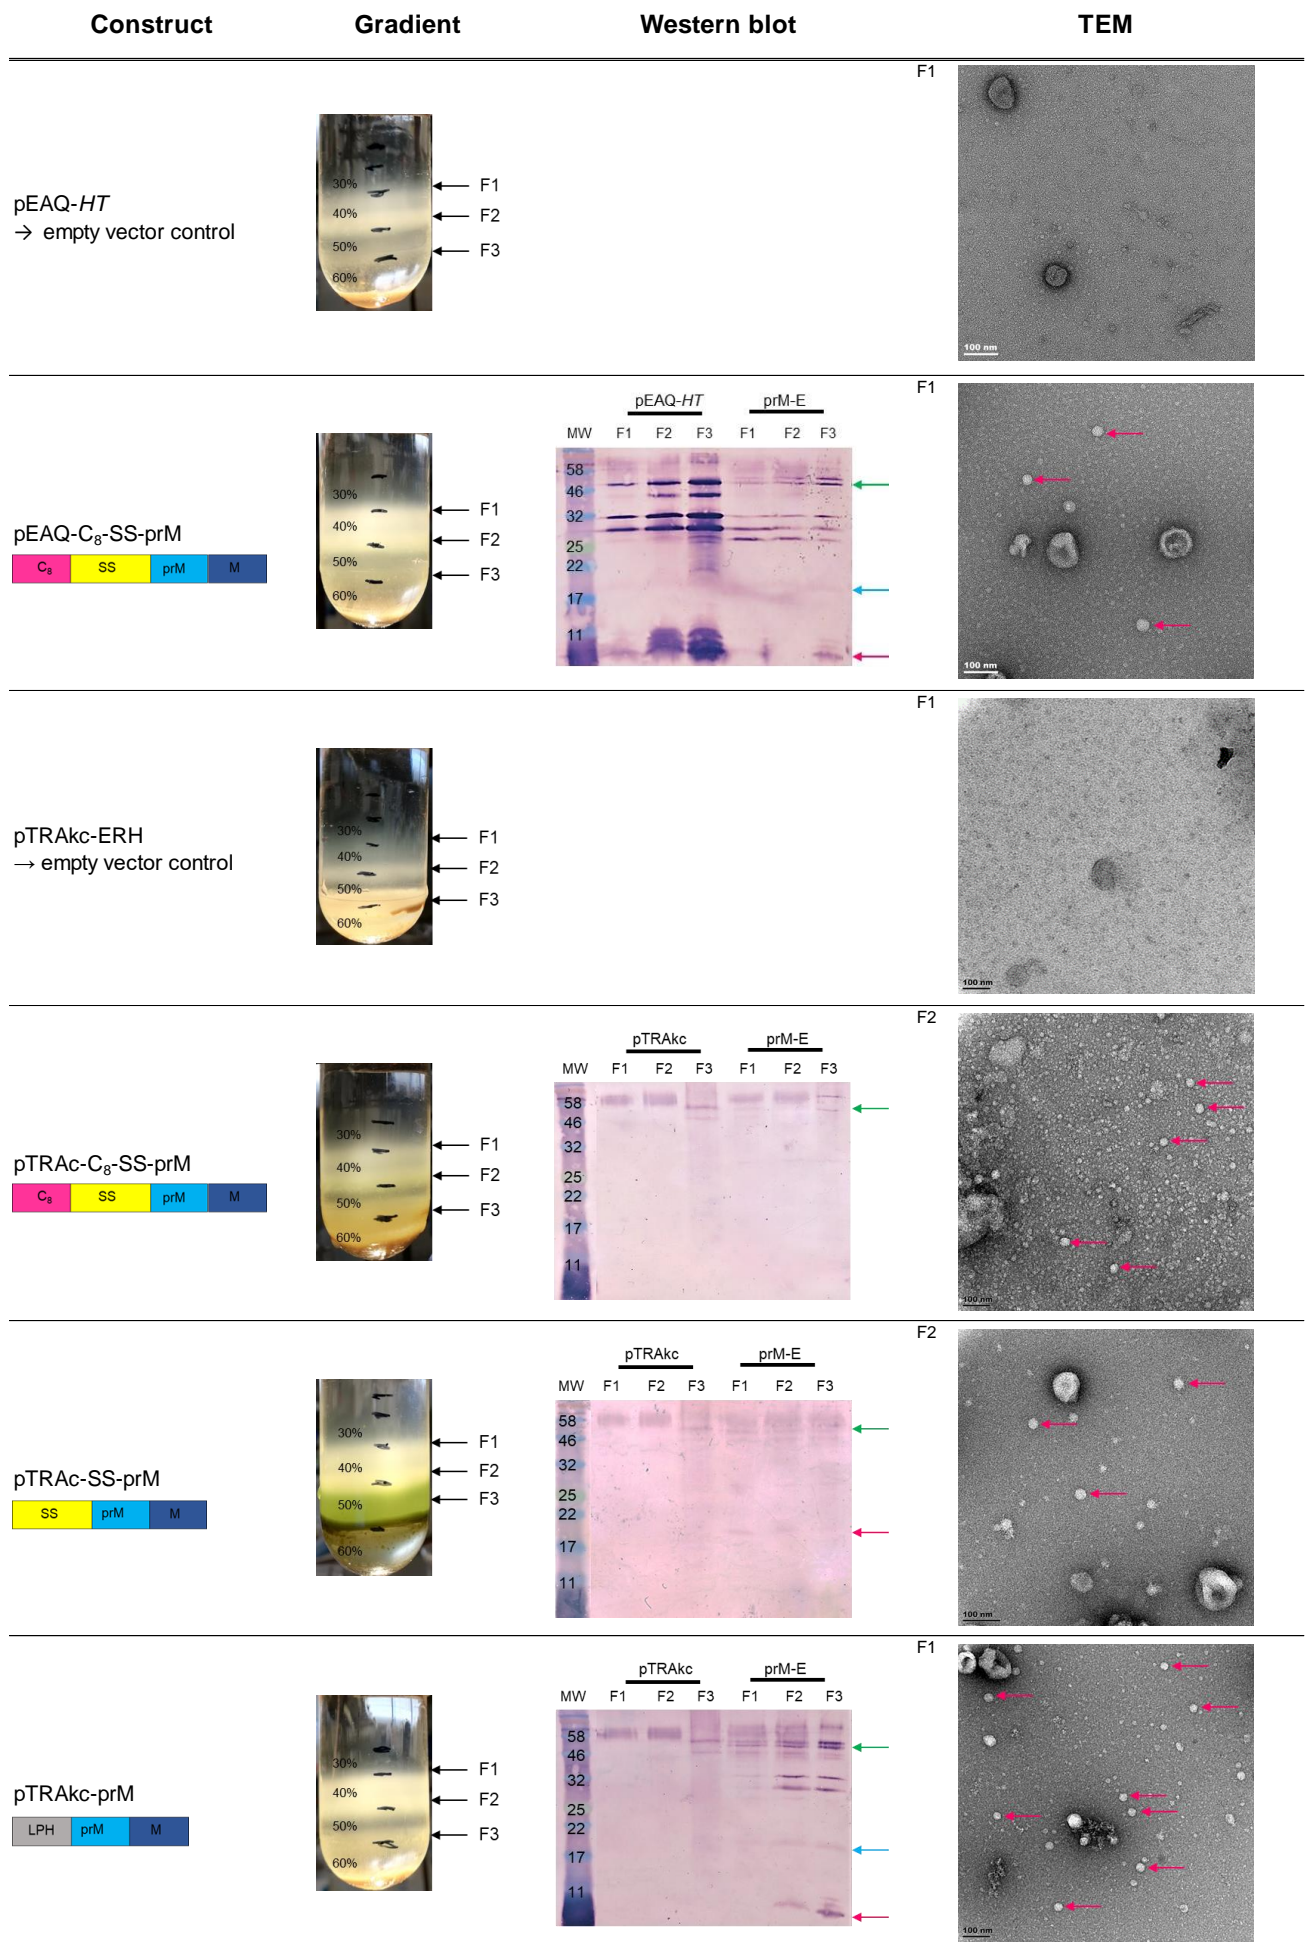 Construct Gradient Western blot TEM
F1
30%
40%
50%
60%
F1
F2
F3
pEAQ-HT
→ empty vector control
100 nm
F1
pEAQ-HT prM-E
MW F1 F2 F3 F1 F2 F3
58
46
32
25
22
17
11
30%
40%
50%
60%
F1
F2
F3
pEAQ-C₈-SS-prM
C₈ SS prM M
100 nm
F1
30%
40%
50%
60%
F1
F2
F3
pTRAkc-ERH
→ empty vector control
100 nm
F2
pTRAkc prM-E
MW F1 F2 F3 F1 F2 F3
58
46
32
25
22
17
11
30%
40%
50%
60%
F1
F2
F3
pTRAc-C₈-SS-prM
C₈ SS prM M
100 nm
F2
pTRAkc prM-E
MW F1 F2 F3 F1 F2 F3
58
46
32
25
22
17
11
30%
40%
50%
60%
F1
F2
F3
pTRAc-SS-prM
SS prM M
100 nm
F1
pTRAkc prM-E
MW F1 F2 F3 F1 F2 F3
58
46
32
25
22
17
11
30%
40%
50%
60%
F1
F2
F3
pTRAkc-prM
LPH prM M
100 nm